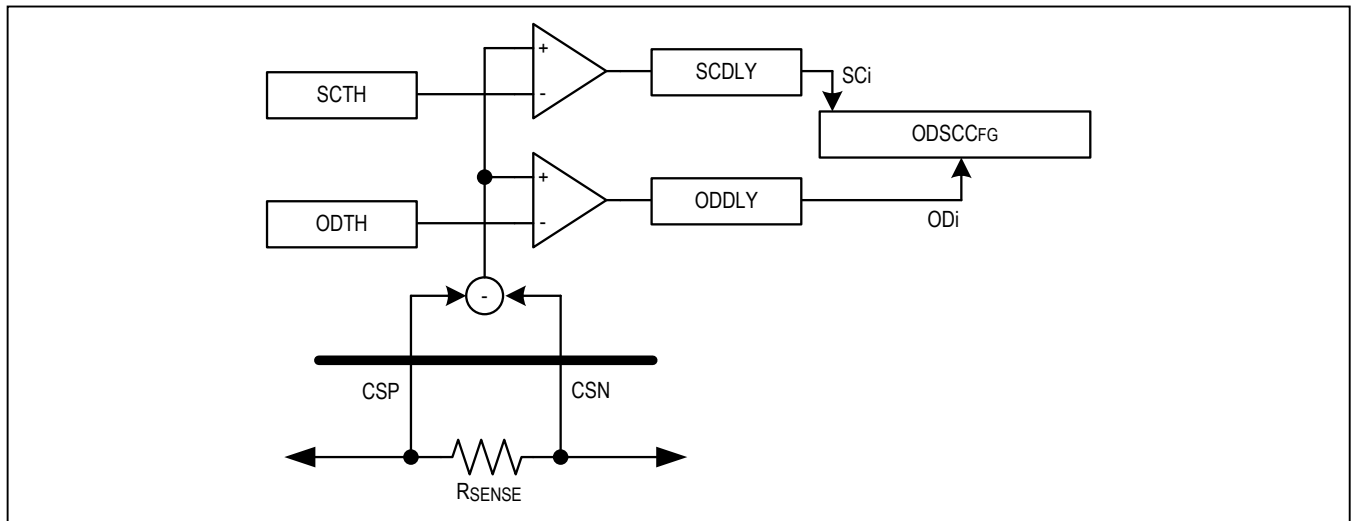 +
SCDLY
SCi
SCTH
-
ODSCCFG
+
ODDLY
ODTH
-
ODi
-
CSP
CSN
RSENSE